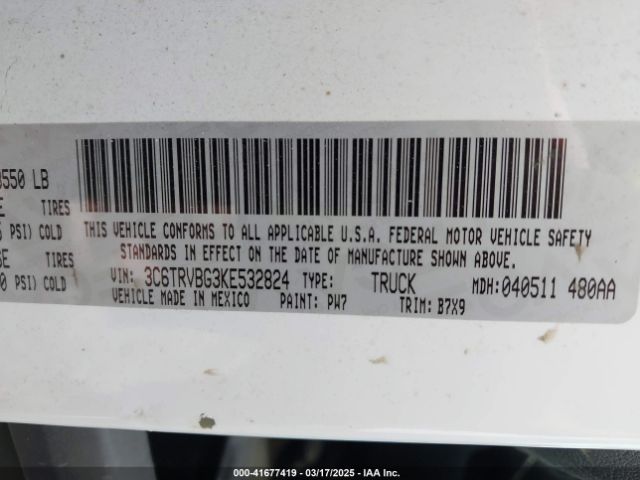 550 LB
TIRES
PSI) COLD
TIRES
PSI) COLD
THIS VEHICLE CONFORMS TO ALL APPLICABLE U.S.A. FEDERAL MOTOR VEHICLE SAFETY
STANDARDS IN EFFECT ON THE DATE OF MANUFACTURE SHOWN ABOVE.
VIN: 3C6TRVBG3KE532824 TYPE: TRUCK MDH:040511 480AA
VEHICLE MADE IN MEXICO PAINT: PW7 TRIM: B7X9
000-41677419 - 03/17/2025 - IAA Inc.